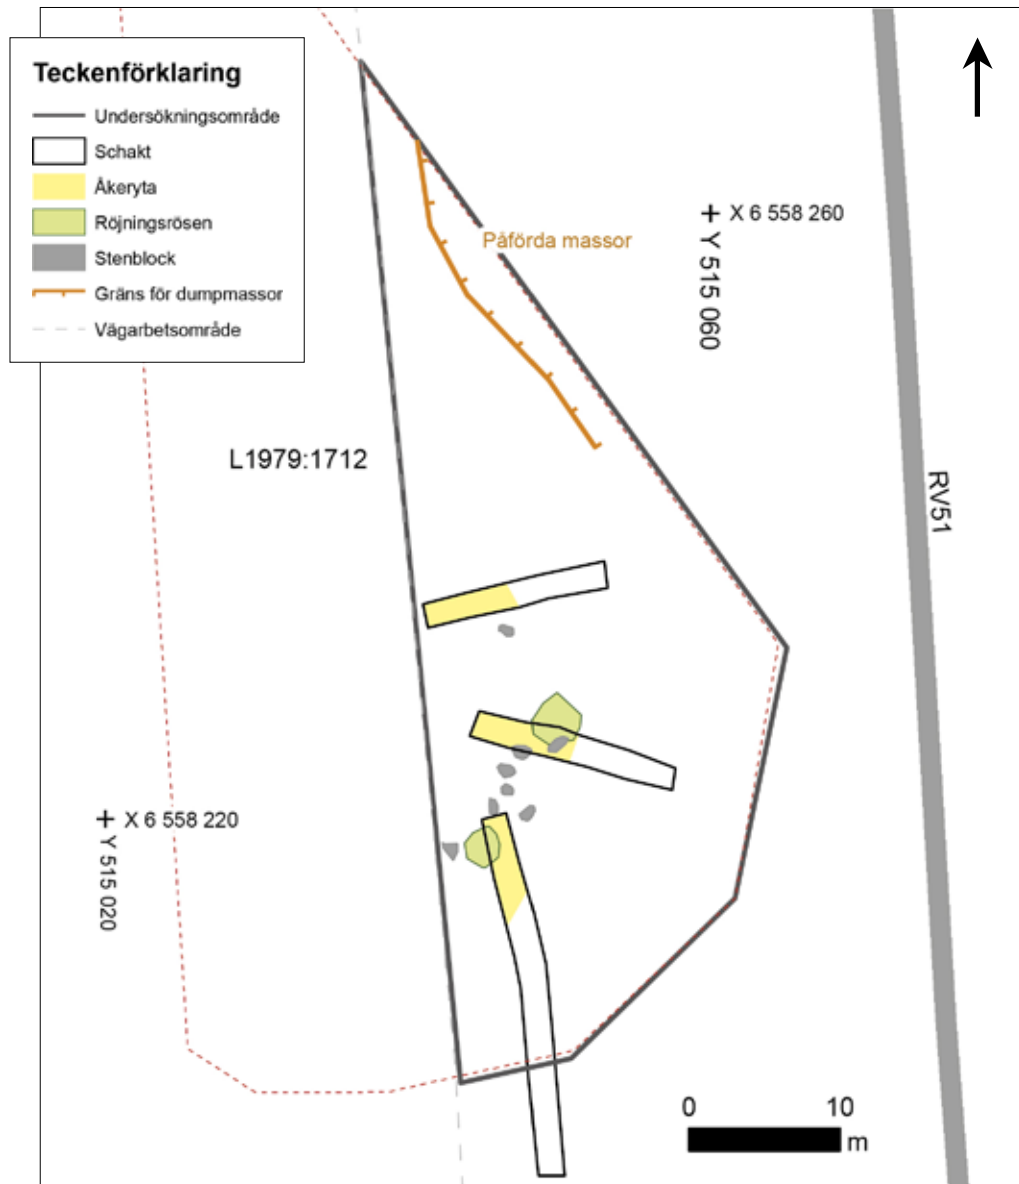 Teckenförklaring
Undersökningsområde
Schakt
Åkeryta
Röjningsrösen
Stenblock
Gräns för dumpmassor
Vägarbetsområde
X 6 558 260
Y 515 060
Påförda massor
L1979:1712
RV51
X 6 558 220
Y 515 020
0 10
m